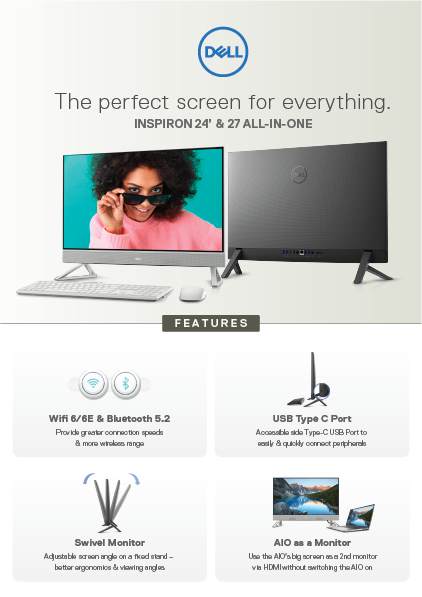 DELL
The perfect screen for everything.
INSPIRON 24' & 27 ALL-IN-ONE
DELL
FEATURES
Wifi 6/6E & Bluetooth 5.2
Provide greater connection speeds
& more wireless range
USB Type C Port
Accessible side Type-C USB Port to
easily & quickly connect peripherals
Swivel Monitor
Adjustable screen angle on a fixed stand –
better ergonomics & viewing angles
AIO as a Monitor
Use the AIO's big screen as a 2nd monitor
via HDMI without switching the AIO on